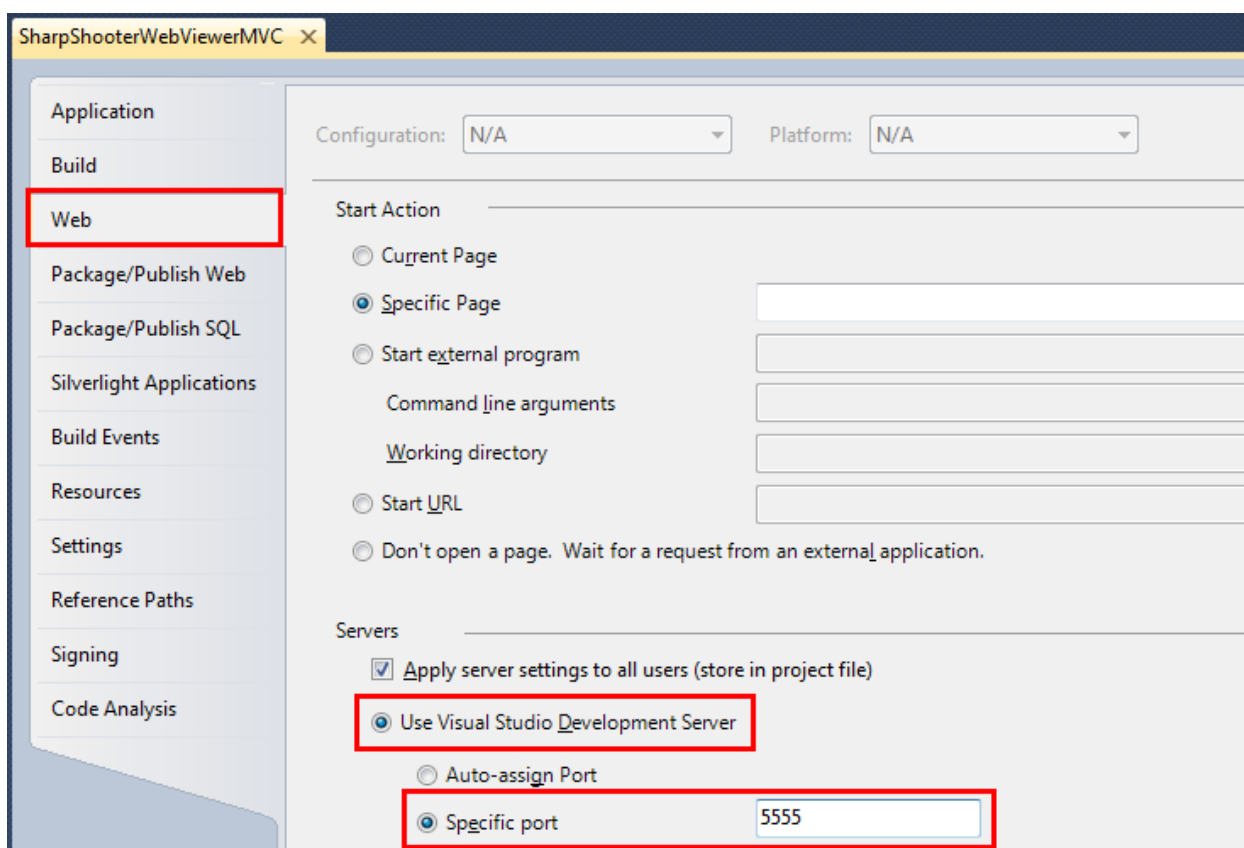 SharpShooterWebViewerMVC
Application
Build
Web
Package/Publish Web
Package/Publish SQL
Silverlight Applications
Build Events
Resources
Settings
Reference Paths
Signing
Code Analysis
Configuration: N/A Platform: N/A
Start Action
Current Page
Specific Page
Start external program
Command line arguments
Working directory
Start URL
Don't open a page. Wait for a request from an external application.
Servers
Apply server settings to all users (store in project file)
Use Visual Studio Development Server
Auto-assign Port
Specific port 5555